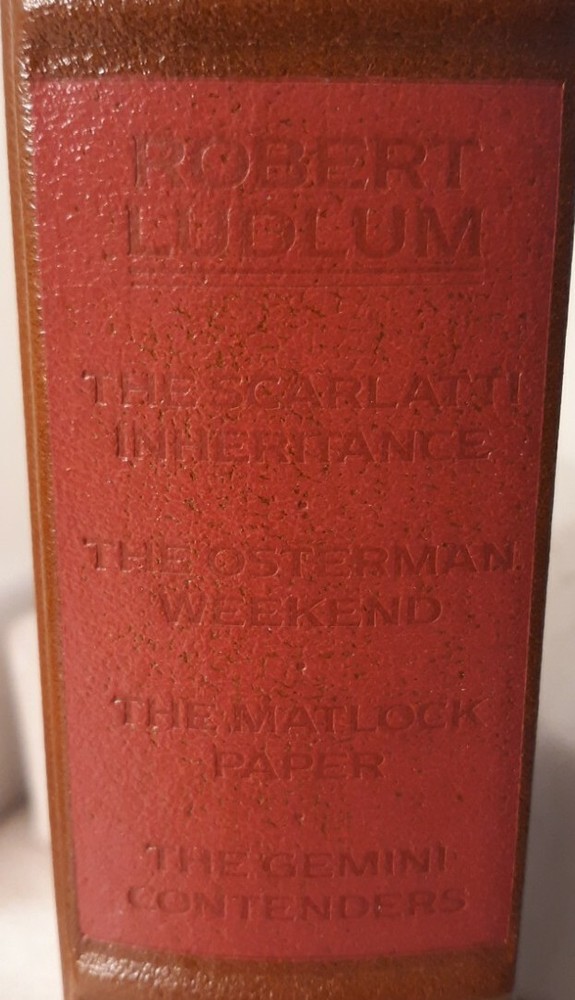 ROBERT
LUDLUM
THE SCARLATTI
INHERITANCE
THE OSTERMAN
WEEKEND
THE MATLOCK
PAPER
THE GEMINI
CONTENDERS